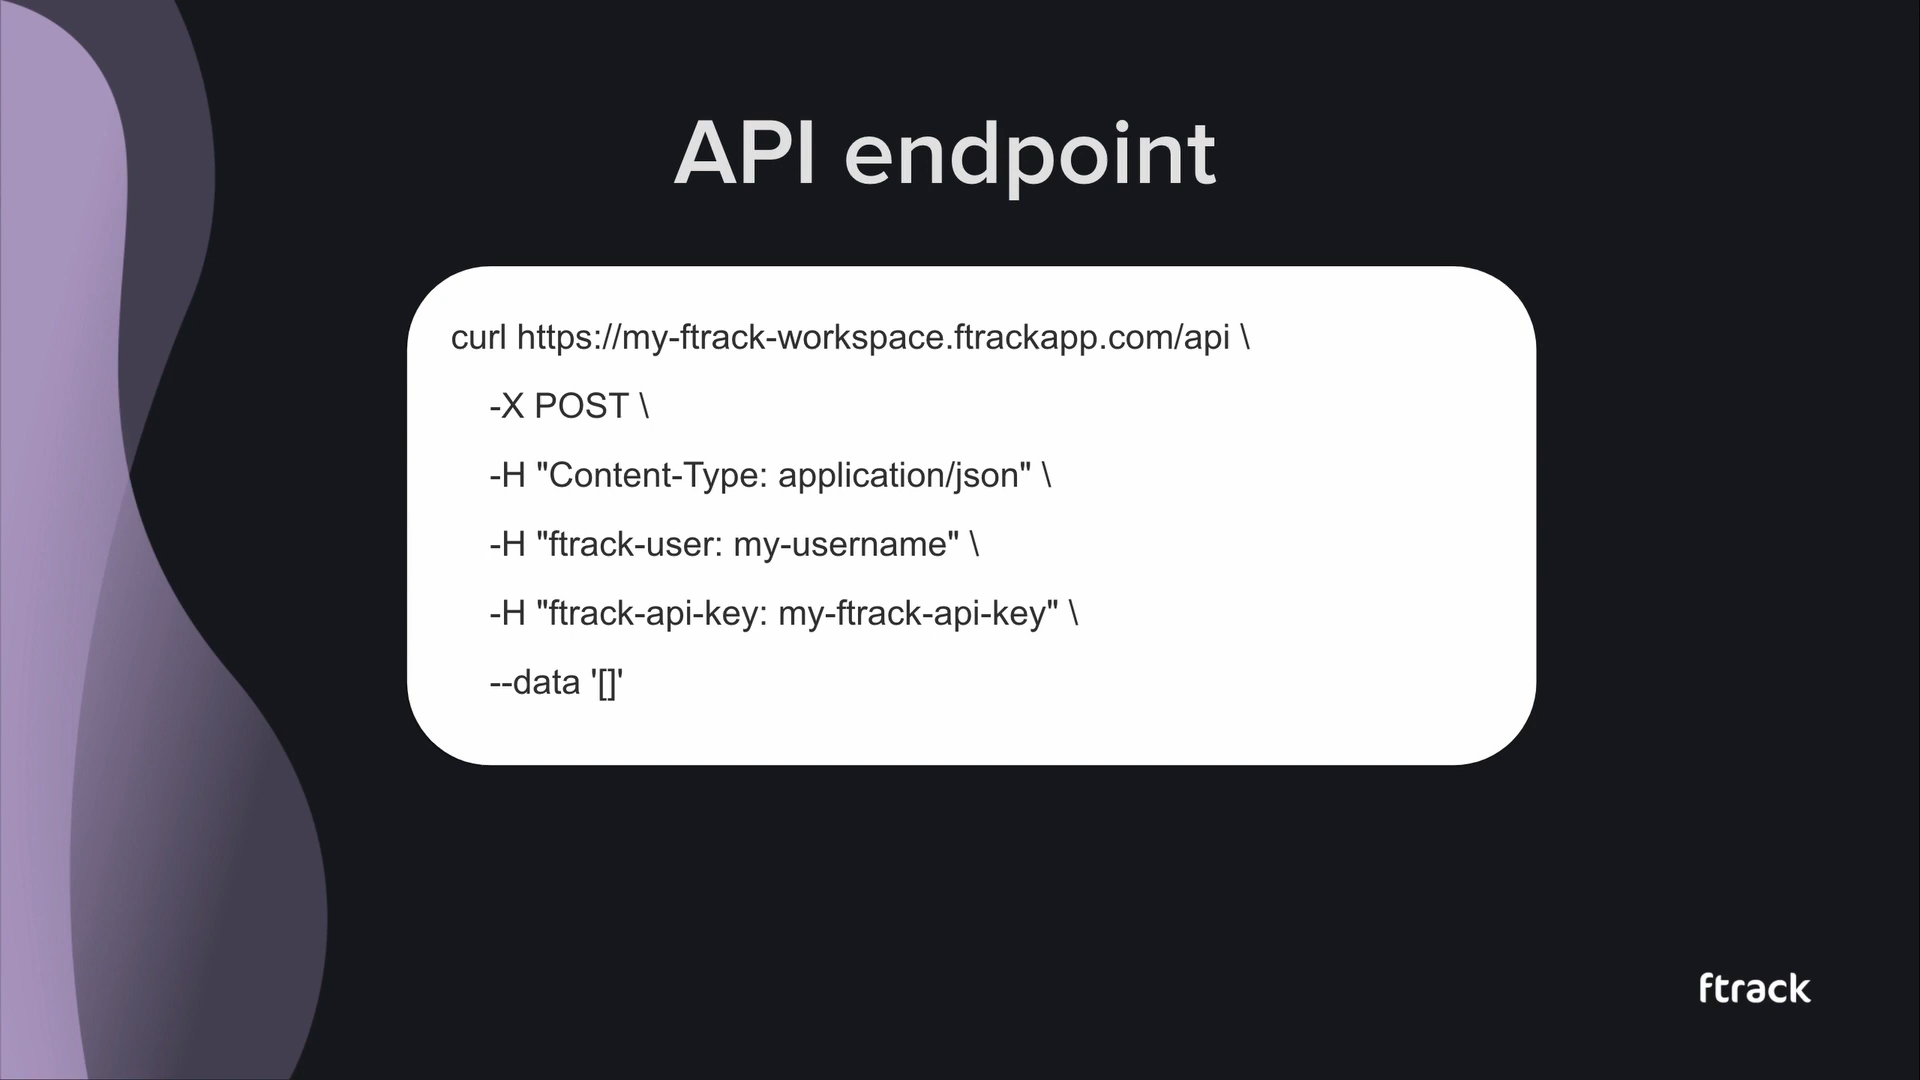 API endpoint
curl https://my-ftrack-workspace.ftrackapp.com/api \
-X POST \
-H "Content-Type: application/json" \
-H "ftrack-user: my-username" \
-H "ftrack-api-key: my-ftrack-api-key" \
--data '[]'
ftrack